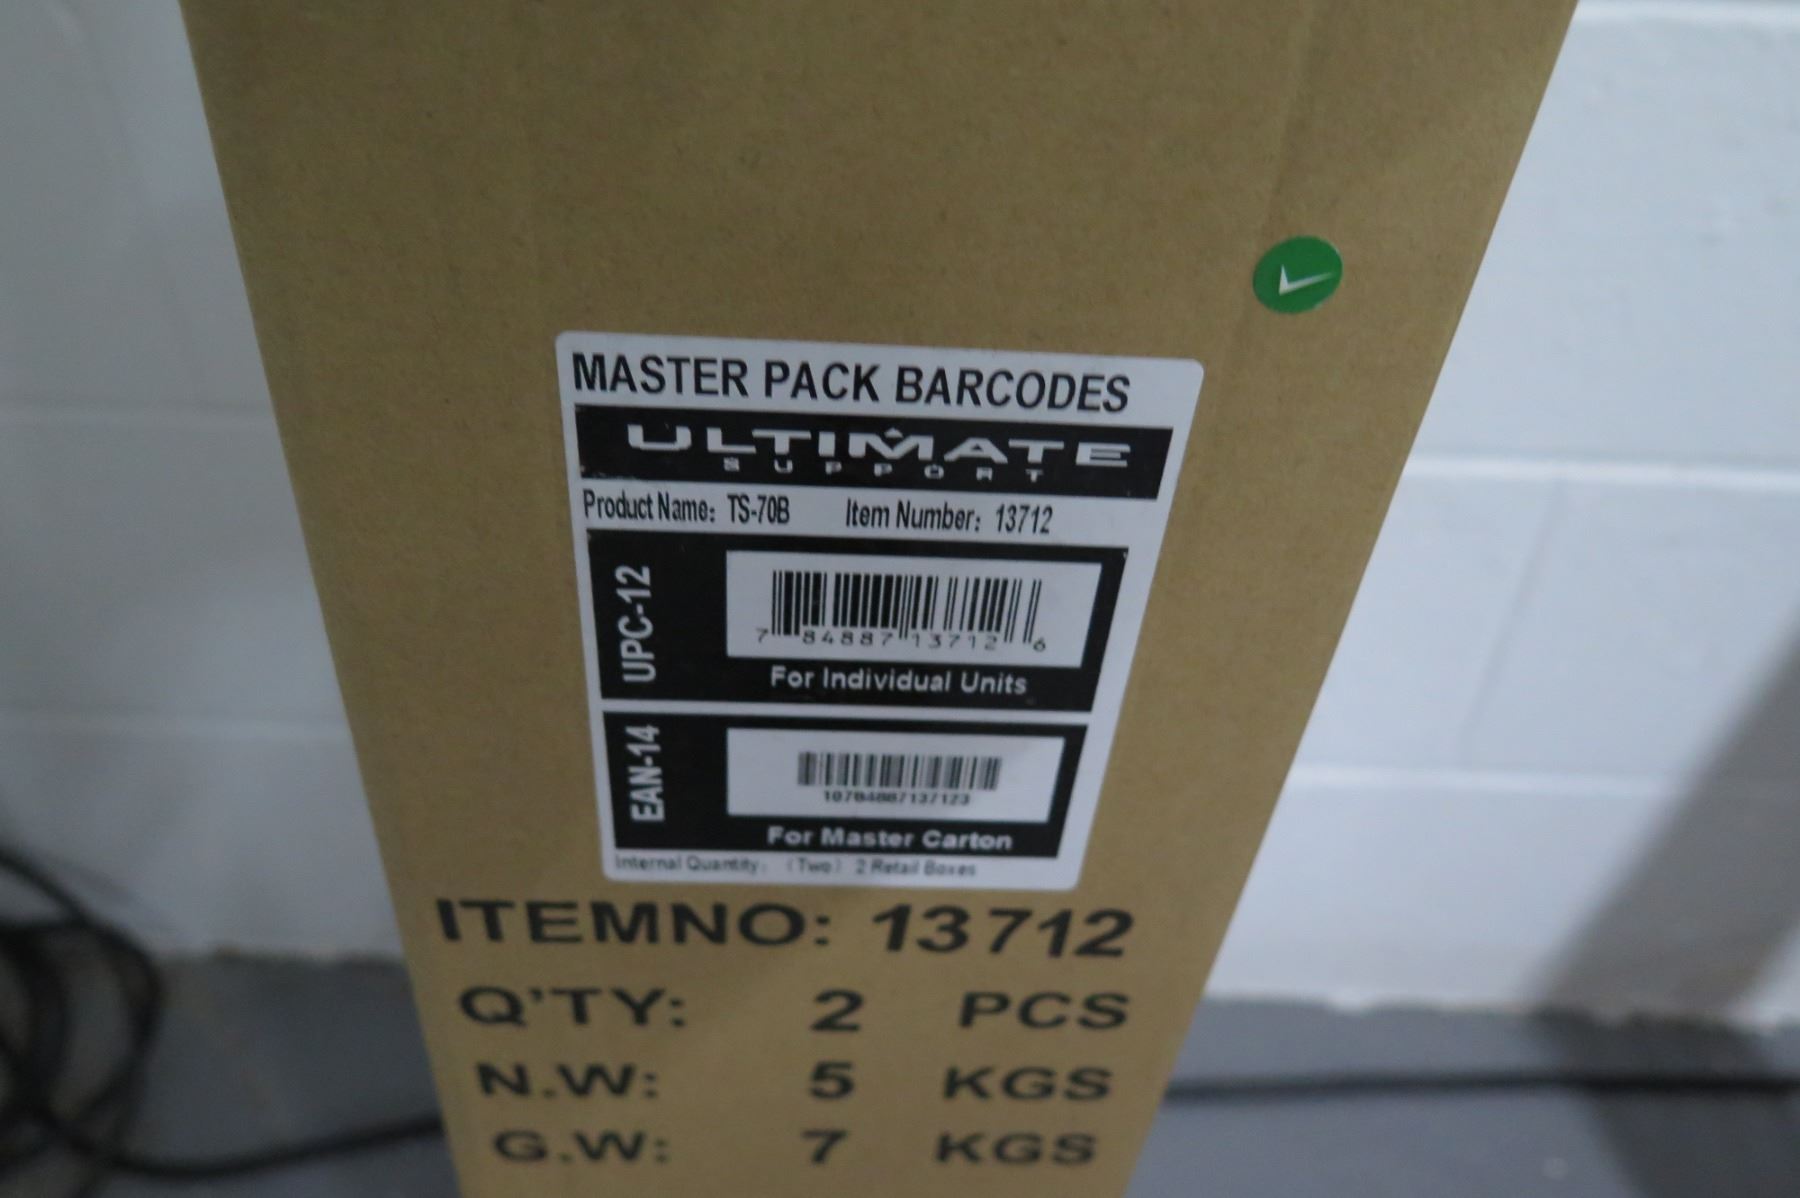 MASTER PACK BARCODES
ULTIMATE
SUPPORT
Product Name: TS-70B Item Number: 13712
UPC-12
7 84887 13712 6
For Individual Units
EAN-14
10784887137123
For Master Carton
Internal Quantity: (Two) 2 Retail Boxes
ITEMNO: 13712
Q'TY: 2 PCS
N.W: 5 KGS
G.W: 7 KGS